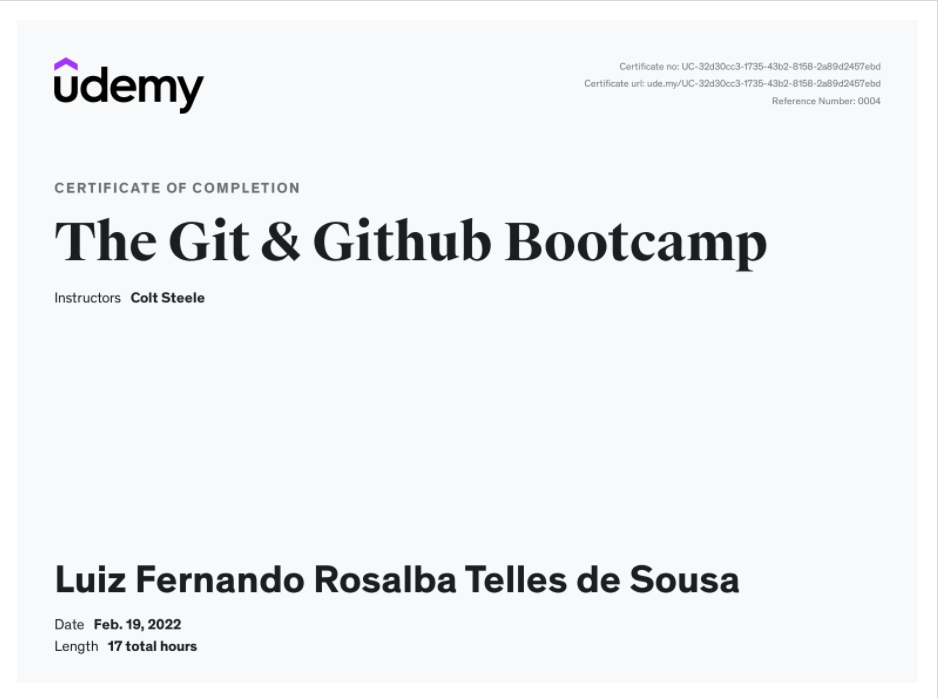 udemy
Certificate no: UC-32d30cc3-1735-43b2-8158-2a89d2457ebd
Certificate url: ude.my/UC-32d30cc3-1735-43b2-8158-2a89d2457ebd
Reference Number: 0004
CERTIFICATE OF COMPLETION
The Git & Github Bootcamp
Instructors Colt Steele
Luiz Fernando Rosalba Telles de Sousa
Date Feb. 19, 2022
Length 17 total hours